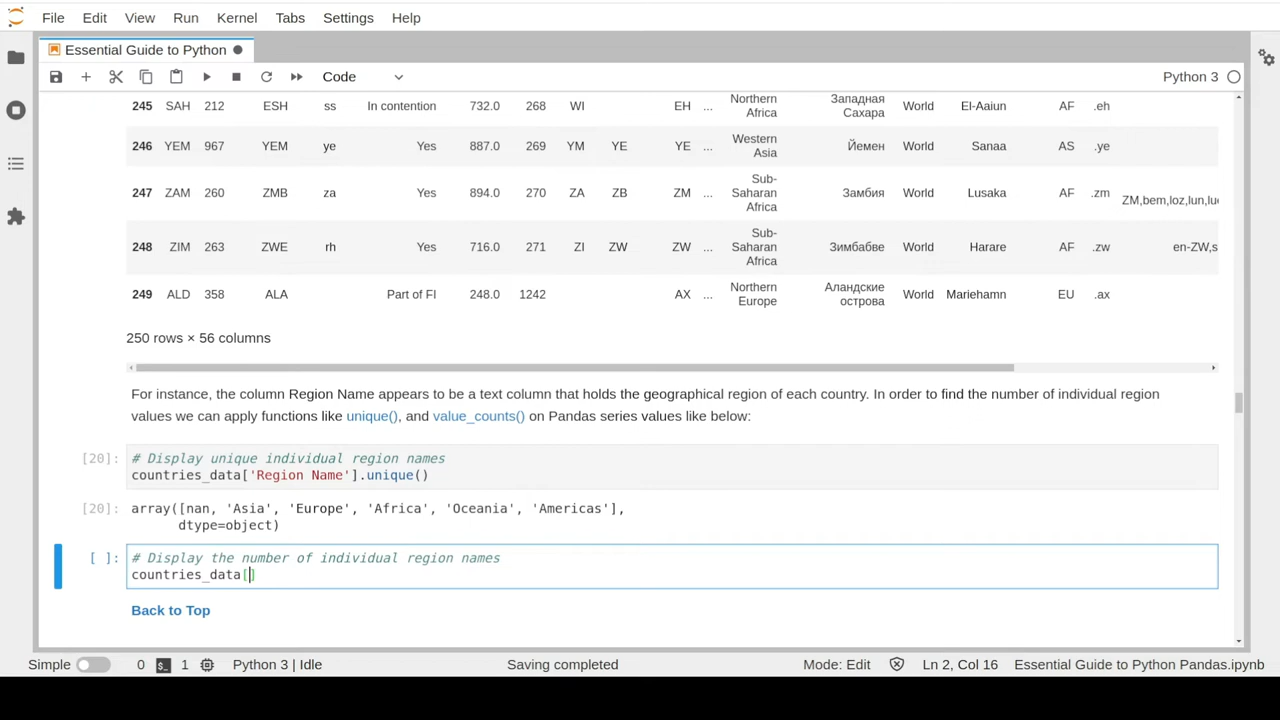 File Edit View Run Kernel Tabs Settings Help
Essential Guide to Python
Code
Python 3
245 SAH 212 ESH ss In contention 732.0 268 WI EH ... Northern Africa Западная Сахара World El-Aaiun AF .eh
246 YEM 967 YEM ye Yes 887.0 269 YM YE YE ... Western Asia Йемен World Sanaa AS .ye
247 ZAM 260 ZMB za Yes 894.0 270 ZA ZB ZM ... Sub-Saharan Africa Замбия World Lusaka AF .zm ZM,bem,loz,lun,lue
248 ZIM 263 ZWE rh Yes 716.0 271 ZI ZW ZW ... Sub-Saharan Africa Зимбабве World Harare AF .zw en-ZW,s
249 ALD 358 ALA Part of FI 248.0 1242 AX ... Northern Europe Аландские острова World Mariehamn EU .ax
250 rows × 56 columns
For instance, the column Region Name appears to be a text column that holds the geographical region of each country. In order to find the number of individual region
values we can apply functions like unique(), and value_counts() on Pandas series values like below:
[20]: # Display unique individual region names
countries_data['Region Name'].unique()
[20]: array([nan, 'Asia', 'Europe', 'Africa', 'Oceania', 'Americas'],
dtype=object)
[ ]: # Display the number of individual region names
countries_data[]
Back to Top
Simple 0 $_ 1 Python 3 | Idle Saving completed Mode: Edit Ln 2, Col 16 Essential Guide to Python Pandas.ipynb